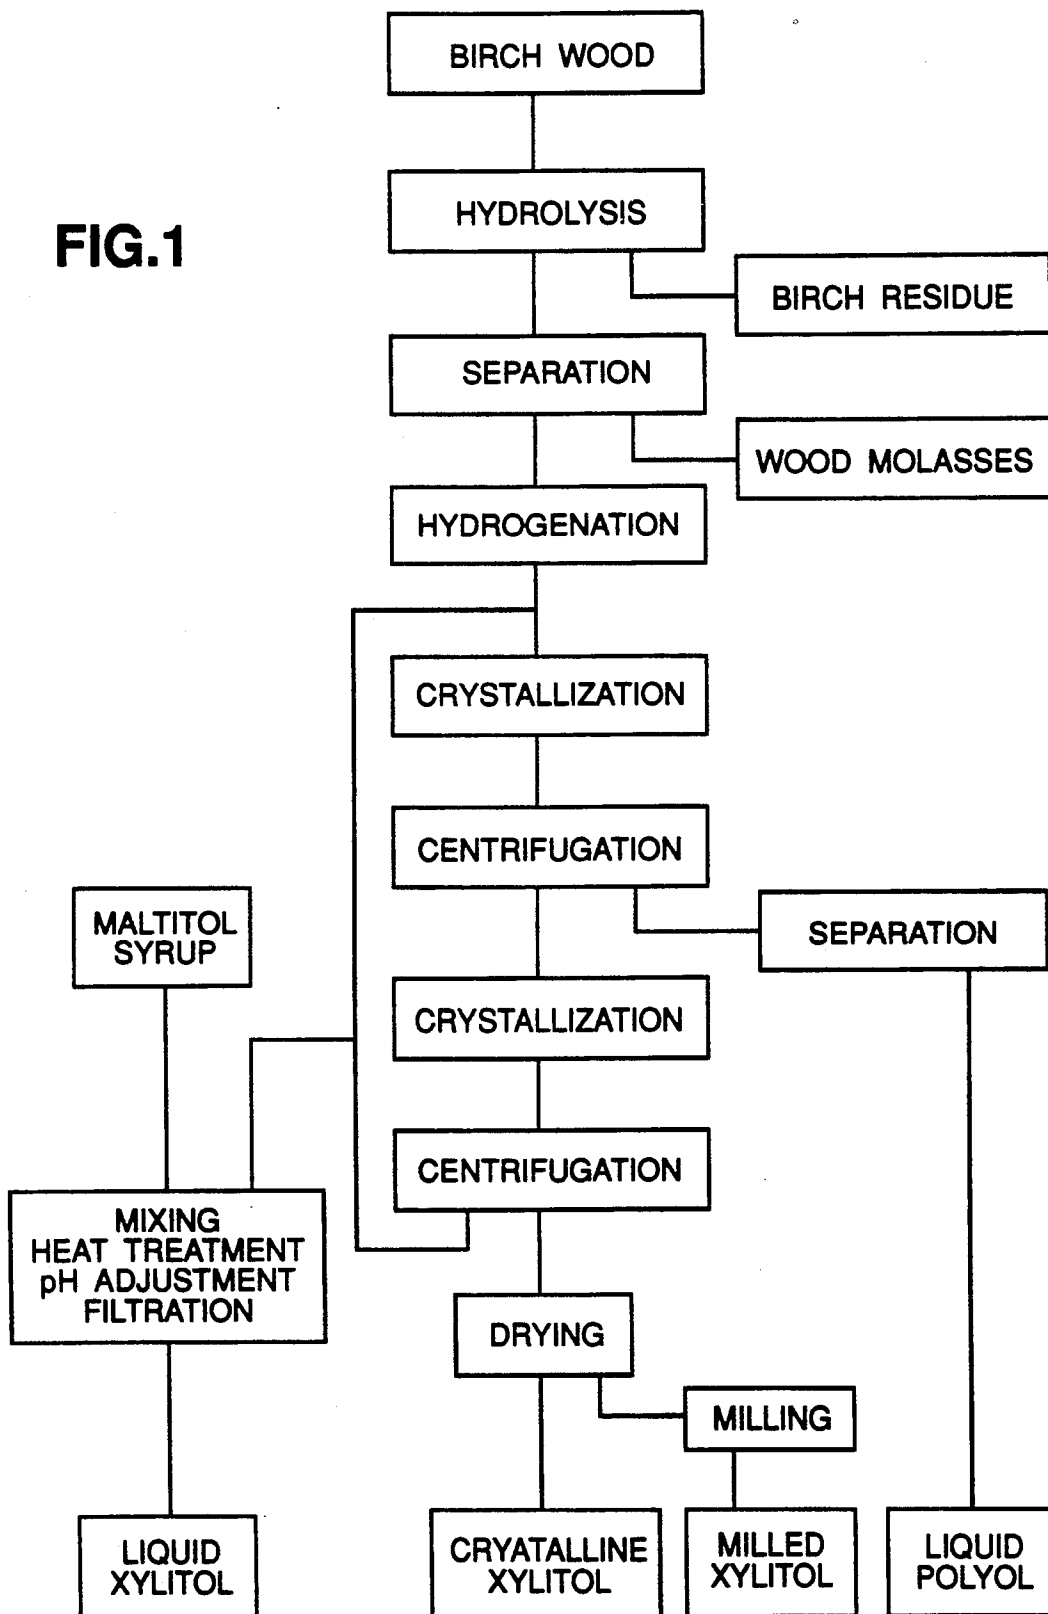 BIRCH WOOD
HYDROLYSIS
FIG.1
BIRCH RESIDUE
SEPARATION
WOOD MOLASSES
HYDROGENATION
CRYSTALLIZATION
CENTRIFUGATION
MALTITOL
SYRUP
SEPARATION
CRYSTALLIZATION
CENTRIFUGATION
MIXING
HEAT TREATMENT
pH ADJUSTMENT
FILTRATION
DRYING
MILLING
LIQUID
XYLITOL
CRYATALLINE
XYLITOL
MILLED
XYLITOL
LIQUID
POLYOL